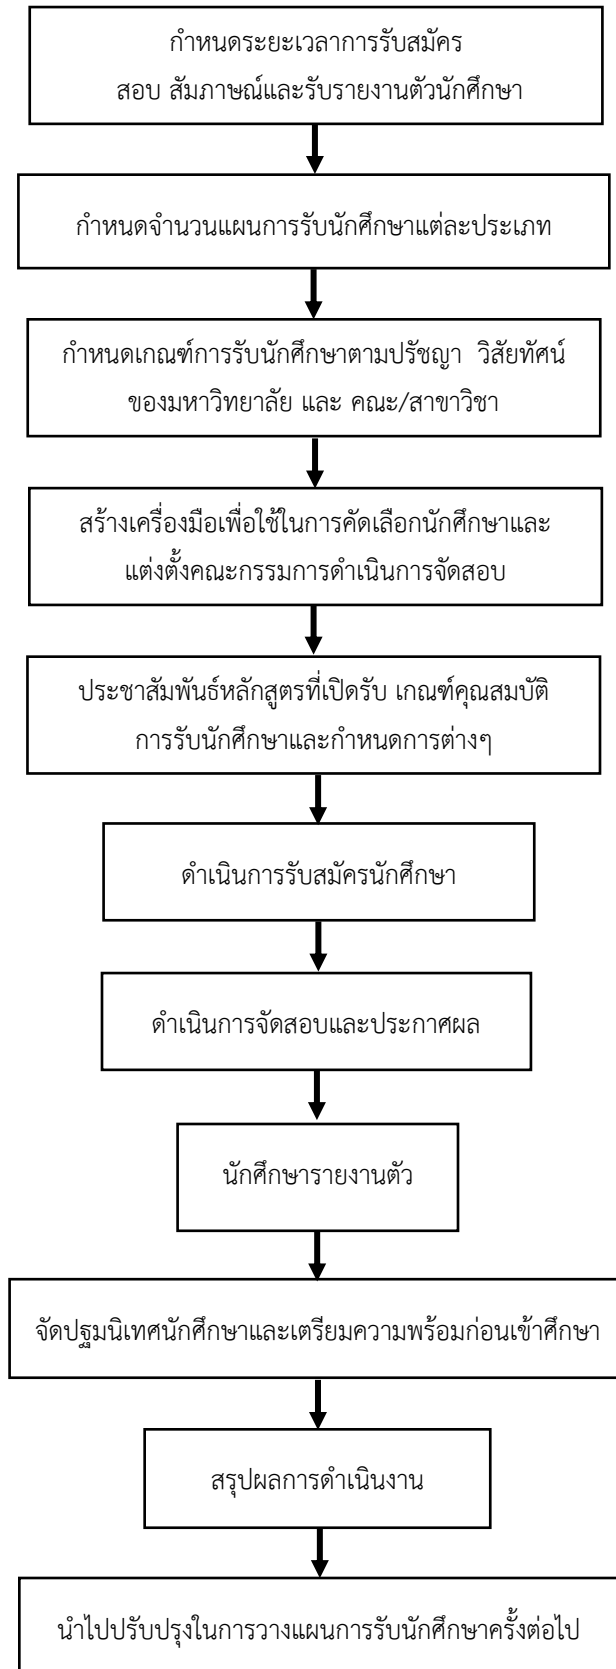 กำหนดระยะเวลาการรับสมัคร
สอบ สัมภาษณ์และรับรายงานตัวนักศึกษา
กำหนดจำนวนแผนการรับนักศึกษาแต่ละประเภท
กำหนดเกณฑ์การรับนักศึกษาตามปรัชญา วิสัยทัศน์
ของมหาวิทยาลัย และ คณะ/สาขาวิชา
สร้างเครื่องมือเพื่อใช้ในการคัดเลือกนักศึกษาและ
แต่งตั้งคณะกรรมการดำเนินการจัดสอบ
ประชาสัมพันธ์หลักสูตรที่เปิดรับ เกณฑ์คุณสมบัติ
การรับนักศึกษาและกำหนดการต่างๆ
ดำเนินการรับสมัครนักศึกษา
ดำเนินการจัดสอบและประกาศผล
นักศึกษารายงานตัว
จัดปฐมนิเทศนักศึกษาและเตรียมความพร้อมก่อนเข้าศึกษา
สรุปผลการดำเนินงาน
นำไปปรับปรุงในการวางแผนการรับนักศึกษาครั้งต่อไป